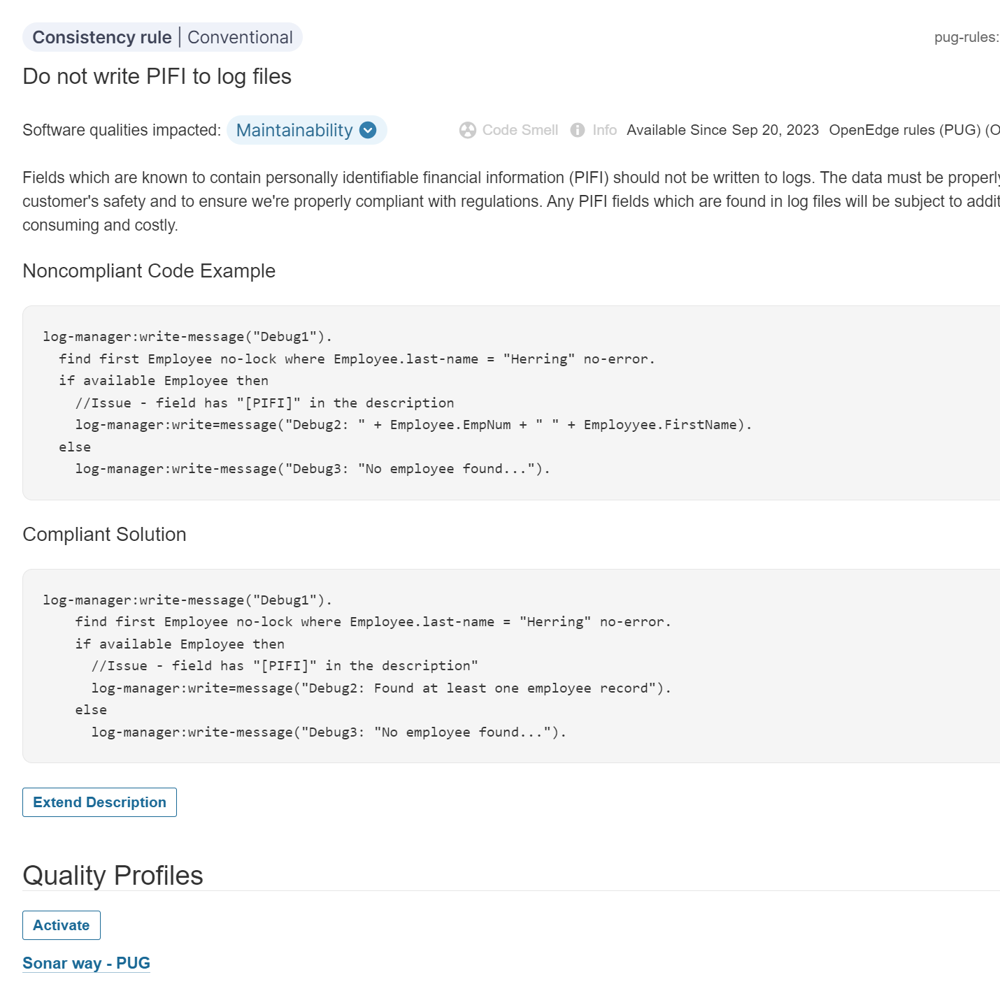 Consistency rule | Conventional
pug-rules:
Do not write PIFI to log files
Software qualities impacted: Maintainability
Code Smell Info Available Since Sep 20, 2023 OpenEdge rules (PUG) (O
Fields which are known to contain personally identifiable financial information (PIFI) should not be written to logs. The data must be properly
customer's safety and to ensure we're properly compliant with regulations. Any PIFI fields which are found in log files will be subject to addit
consuming and costly.
Noncompliant Code Example
log-manager:write-message("Debug1").
find first Employee no-lock where Employee.last-name = "Herring" no-error.
if available Employee then
//Issue - field has "[PIFI]" in the description
log-manager:write=message("Debug2: " + Employee.EmpNum + " " + Employyee.FirstName).
else
log-manager:write-message("Debug3: "No employee found...").
Compliant Solution
log-manager:write-message("Debug1").
find first Employee no-lock where Employee.last-name = "Herring" no-error.
if available Employee then
//Issue - field has "[PIFI]" in the description"
log-manager:write=message("Debug2: Found at least one employee record").
else
log-manager:write-message("Debug3: "No employee found...").
Extend Description
Quality Profiles
Activate
Sonar way - PUG